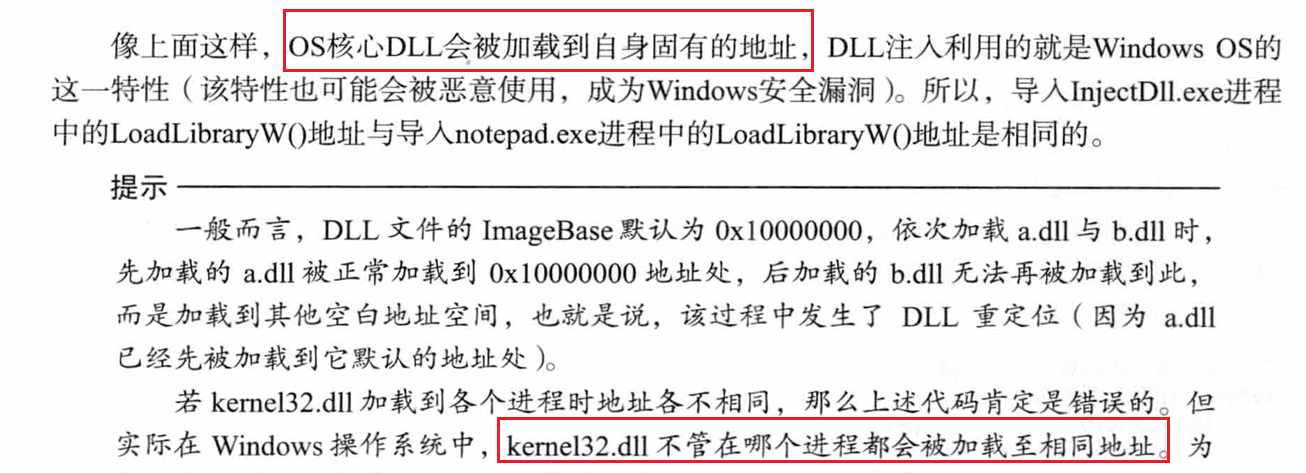 像上面这样，OS核心DLL会被加载到自身固有的地址，DLL注入利用的就是Windows OS的
这一特性（该特性也可能会被恶意使用，成为Windows安全漏洞）。所以，导入InjectDll.exe进程
中的LoadLibraryW()地址与导入notepad.exe进程中的LoadLibraryW()地址是相同的。
提示
一般而言，DLL文件的ImageBase默认为0x10000000，依次加载a.dll与b.dll时，
先加载的a.dll被正常加载到0x10000000地址处，后加载的b.dll无法再被加载到此，
而是加载到其他空白地址空间，也就是说，该过程中发生了DLL重定位（因为a.dll
已经先被加载到它默认的地址处）。
若kernel32.dll加载到各个进程时地址各不相同，那么上述代码肯定是错误的。但
实际在Windows操作系统中，kernel32.dll不管在哪个进程都会被加载至相同地址。为